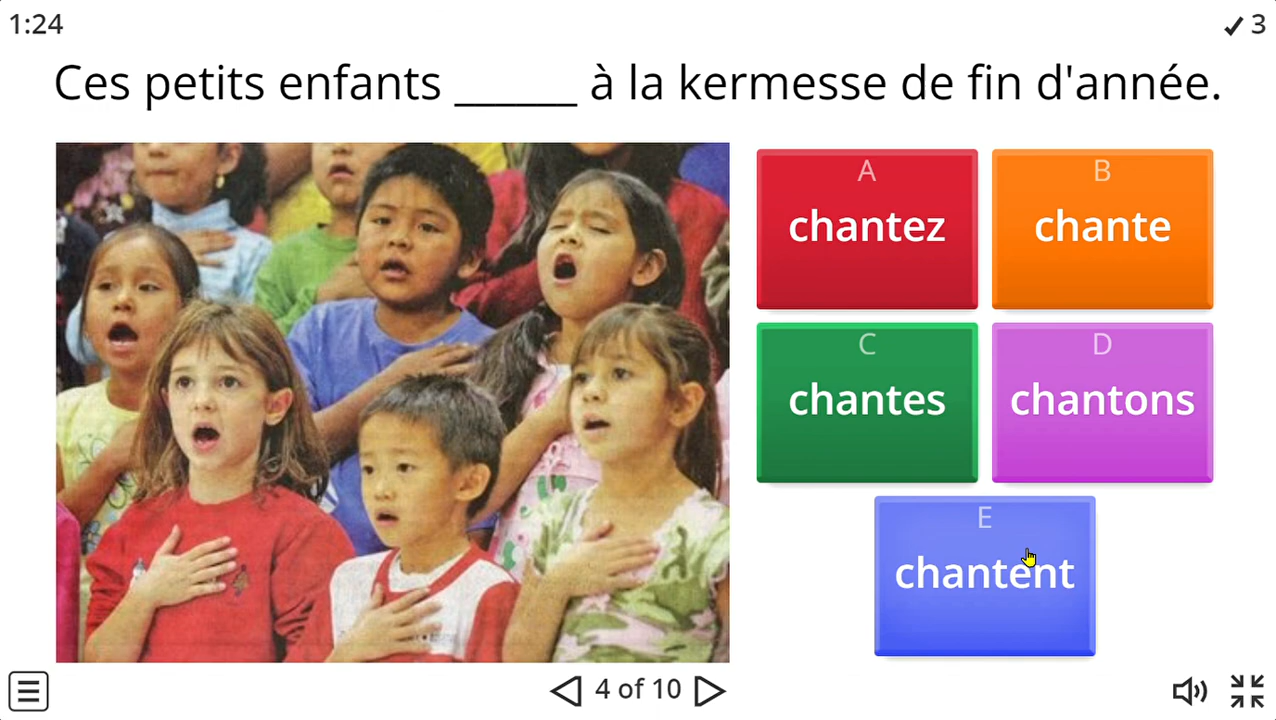 1:24
✓ 3
Ces petits enfants ______ à la kermesse de fin d'année.
A
chantez
B
chante
C
chantes
D
chantons
E
chantent
4 of 10